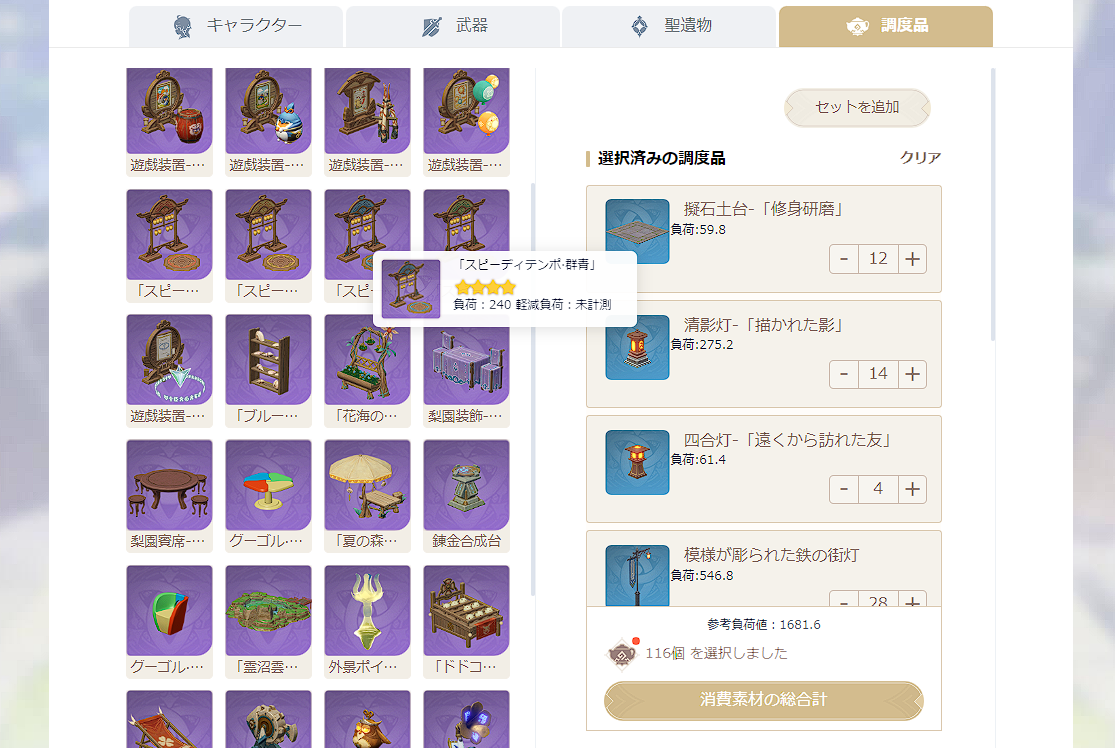 キャラクター
武器
聖遺物
調度品
遊戯装置-…
遊戯装置-…
遊戯装置-…
遊戯装置-…
「スピー…
「スピー…
「スピ
「スピーディテンポ·群青」
負荷：240 軽減負荷：未計測
遊戯装置-…
「ブルー…
「花海の…
梨園装飾-…
梨園賓席-…
グーゴル·…
「夏の森…
錬金合成台
グーゴル·…
「霊沼雲…
外景ポイ…
「ドドコ…
セットを追加
選択済みの調度品
クリア
擬石土台-「修身研磨」
負荷:59.8
- 12 +
清影灯-「描かれた影」
負荷:275.2
- 14 +
四合灯-「遠くから訪れた友」
負荷:61.4
- 4 +
模様が彫られた鉄の街灯
負荷:546.8
- 28 +
参考負荷値：1681.6
116個 を選択しました
消費素材の総合計